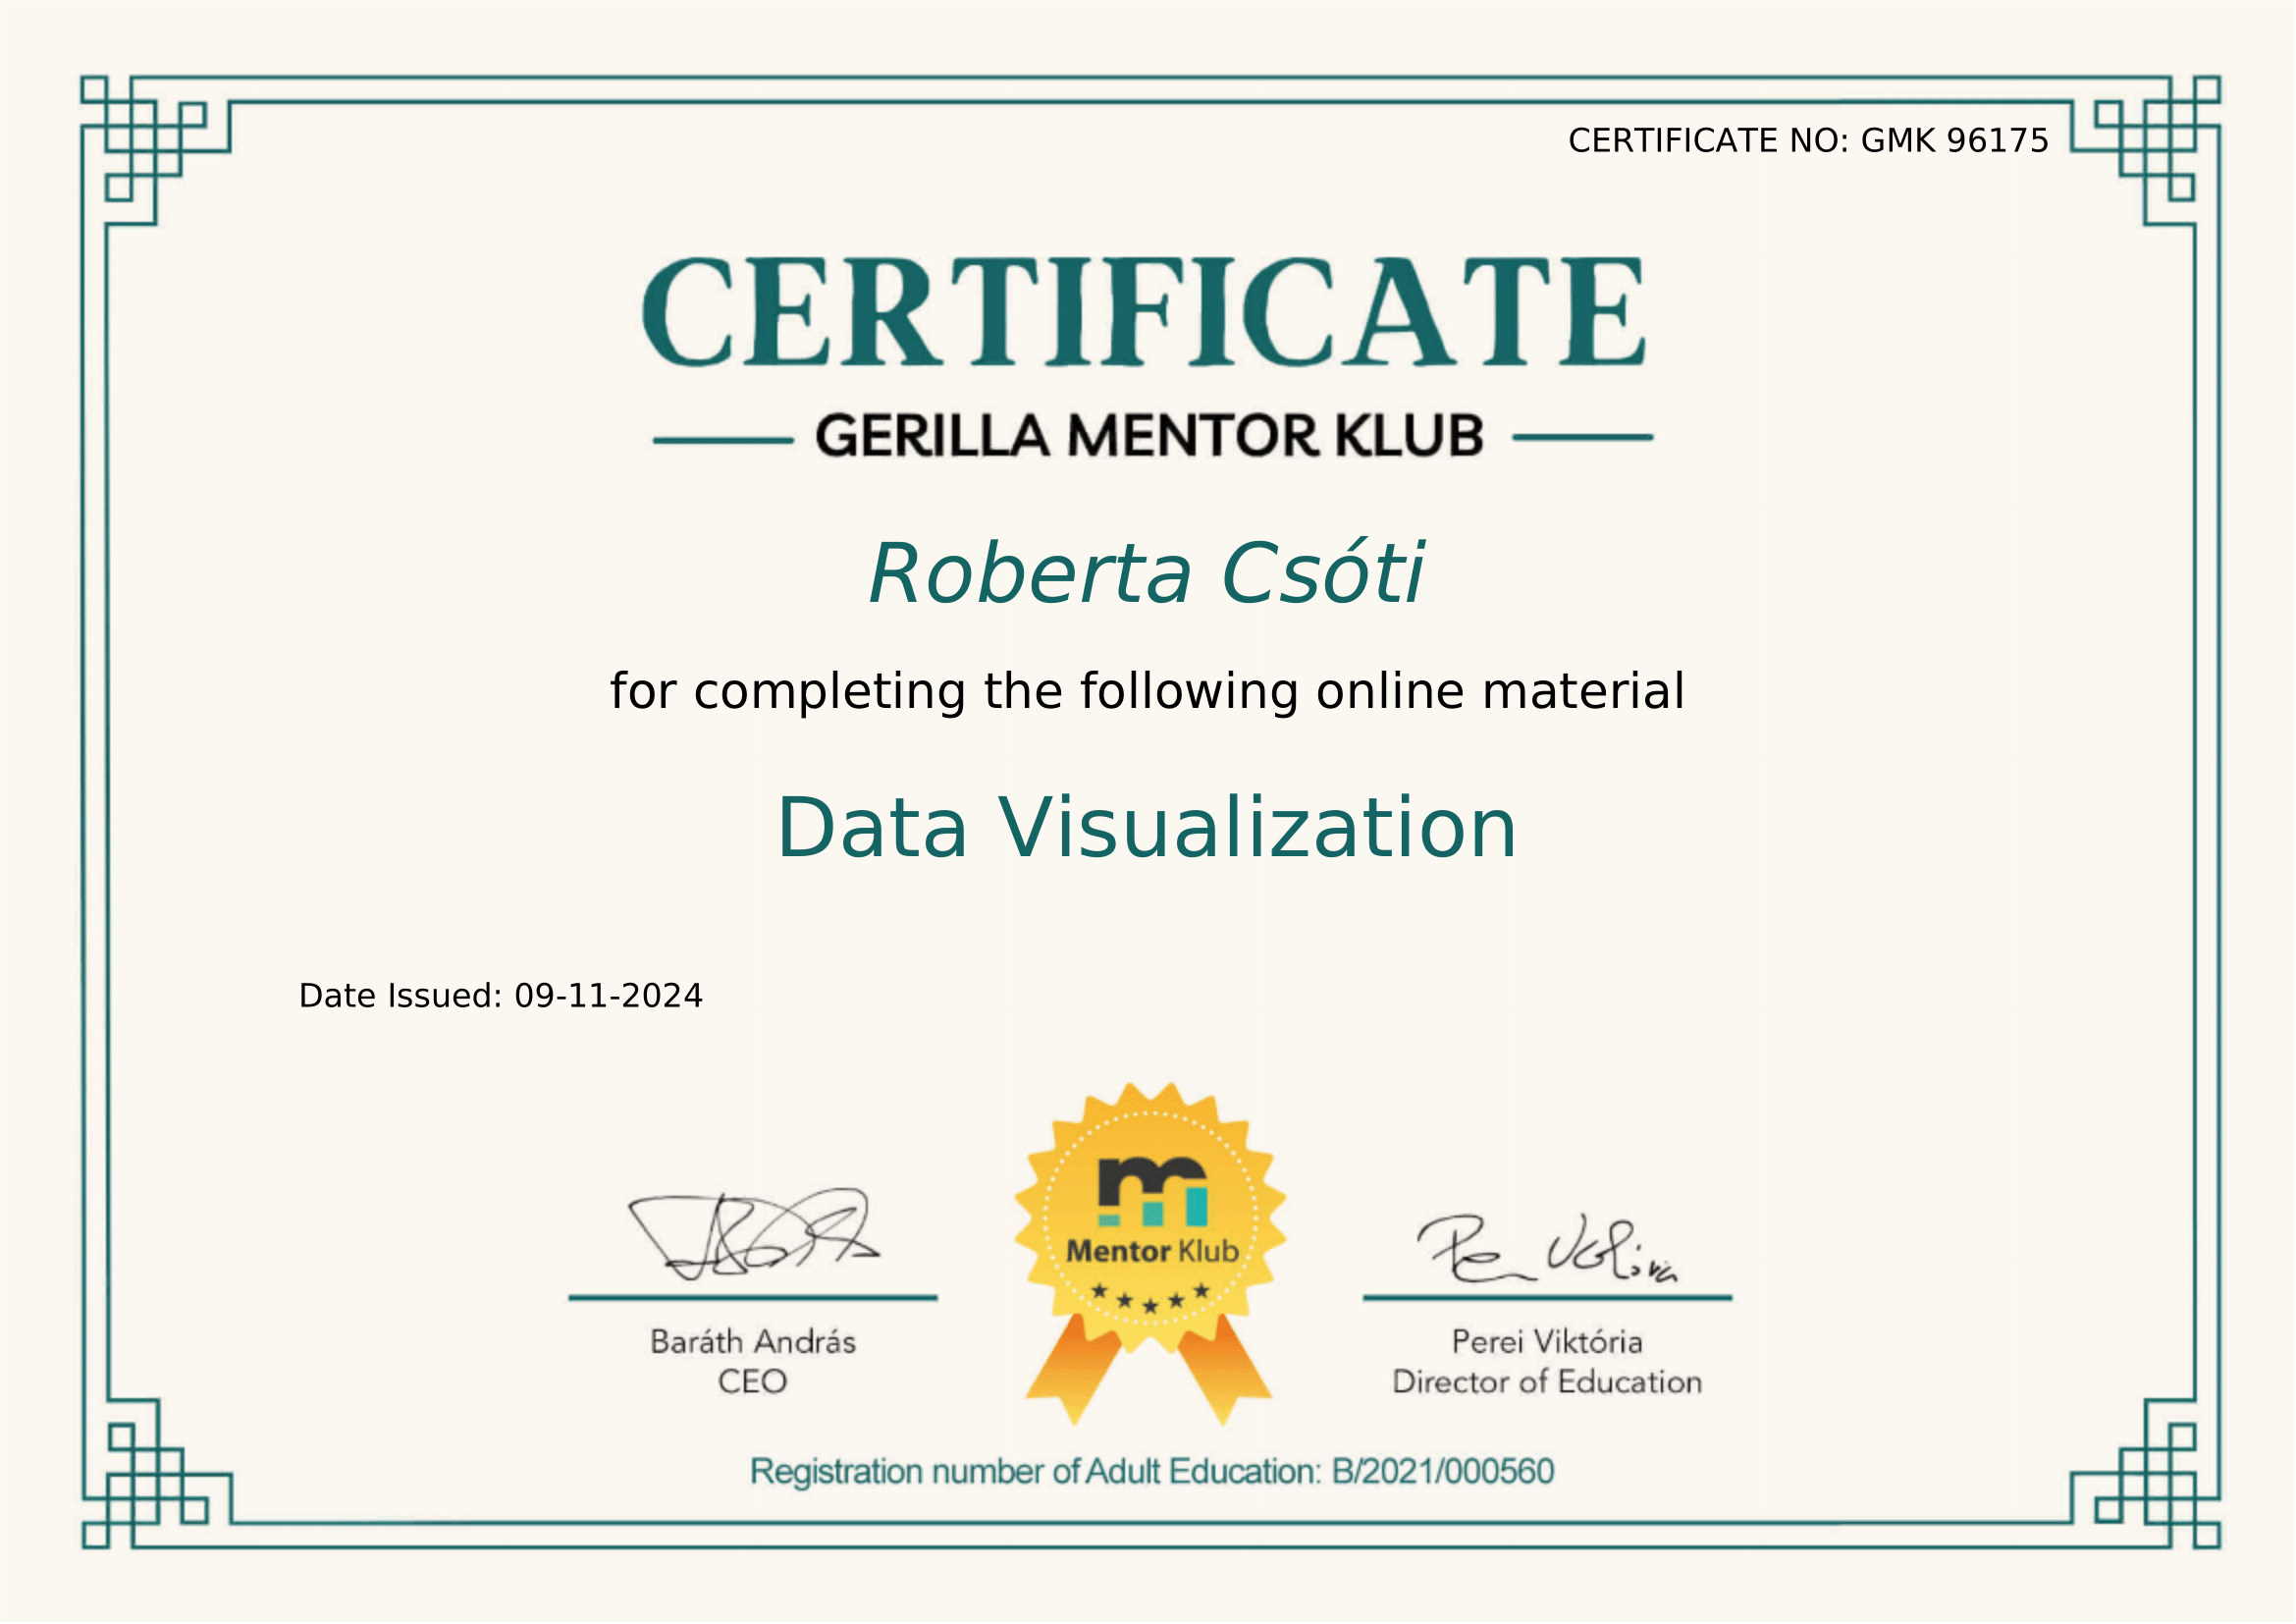 CERTIFICATE NO: GMK 96175
CERTIFICATE
GERILLA MENTOR KLUB
Roberta Csóti
for completing the following online material
Data Visualization
Date Issued: 09-11-2024
Mentor Klub
Baráth András
CEO
Perei Viktória
Director of Education
Registration number of Adult Education: B/2021/000560